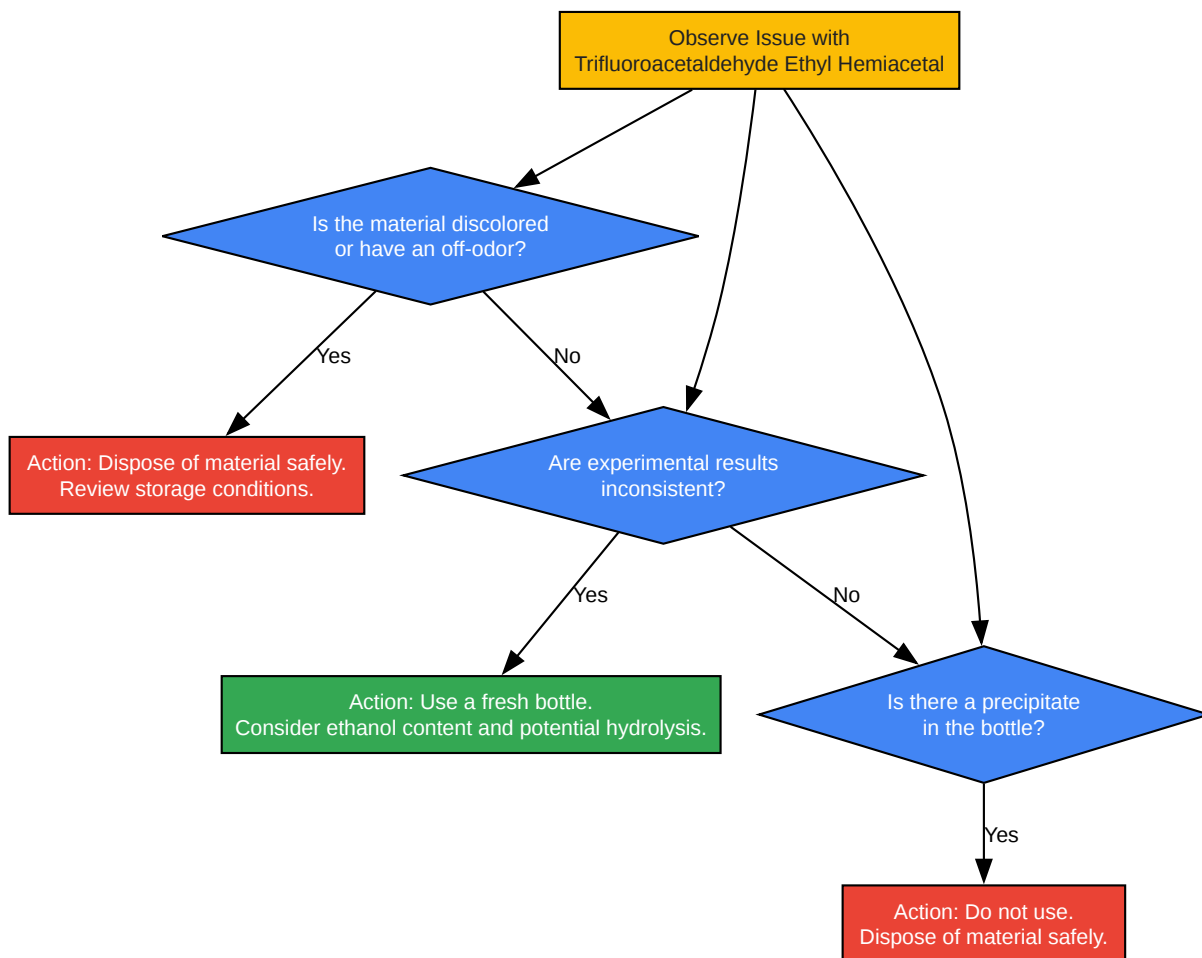 Observe Issue with
Trifluoroacetaldehyde Ethyl Hemiacetal
Is the material discolored
or have an off-odor?
Yes
No
Action: Dispose of material safely.
Review storage conditions.
Are experimental results
inconsistent?
Yes
No
Action: Use a fresh bottle.
Consider ethanol content and potential hydrolysis.
Is there a precipitate
in the bottle?
Yes
Action: Do not use.
Dispose of material safely.